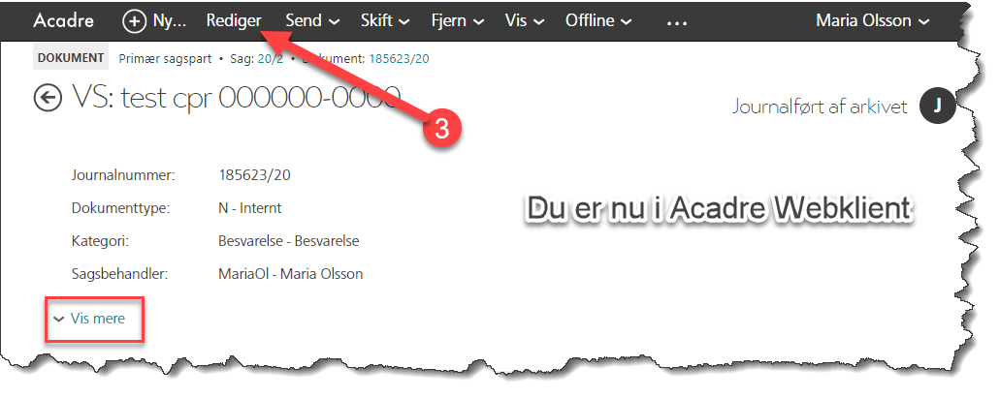 Acadre Ny... Rediger Send Skift Fjern Vis Offline ... Maria Olsson
DOKUMENT Primær sagspart • Sag: 20/2 • Dokument: 185623/20
VS: test cpr 000000-0000
3
Journalført af arkivet J
Journalnummer: 185623/20
Dokumenttype: N - Internt
Du er nu i Acadre Webklient
Kategori: Besvarelse - Besvarelse
Sagsbehandler: MariaOl - Maria Olsson
Vis mere